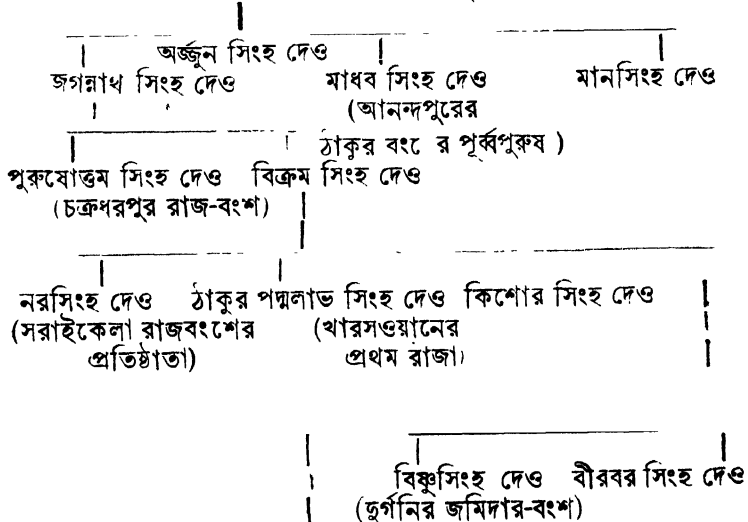 অর্জ্জুন সিংহ দেও
জগন্নাথ সিংহ দেও মাধব সিংহ দেও মানসিংহ দেও
(আনন্দপুরের
ঠাকুর র পূর্ব্বপুরুষ )
পুরুষোত্তম সিংহ দেও বিক্রম সিংহ দেও
(চক্রধরপুর রাজ-বংশ)
নরসিংহ দেও ঠাকুর পদ্মলাভ সিংহ দেও কিশোর সিংহ দেও
(সরাইকেলা রাজবংশের (খারসওয়ানের
প্রতিষ্ঠাতা) প্রথম রাজা)
বিষ্ণুসিংহ দেও বীরবর সিংহ দেও
(দুর্গনির জমিদার-বংশ)